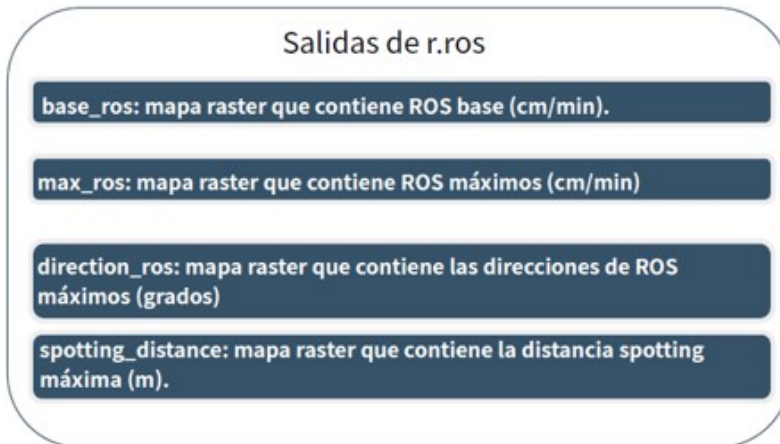 Salidas de r.ros
base_ros: mapa raster que contiene ROS base (cm/min).
max_ros: mapa raster que contiene ROS máximos (cm/min)
direction_ros: mapa raster que contiene las direcciones de ROS
máximos (grados)
spotting_distance: mapa raster que contiene la distancia spotting
máxima (m).